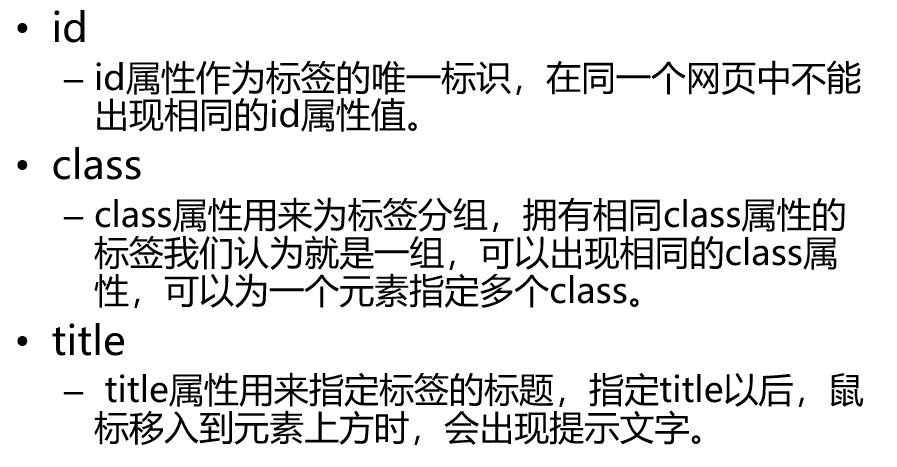 • id
– id属性作为标签的唯一标识，在同一个网页中不能
出现相同的id属性值。
• class
– class属性用来为标签分组，拥有相同class属性的
标签我们认为就是一组，可以出现相同的class属
性，可以为一个元素指定多个class。
• title
– title属性用来指定标签的标题，指定title以后，鼠
标移入到元素上方时，会出现提示文字。